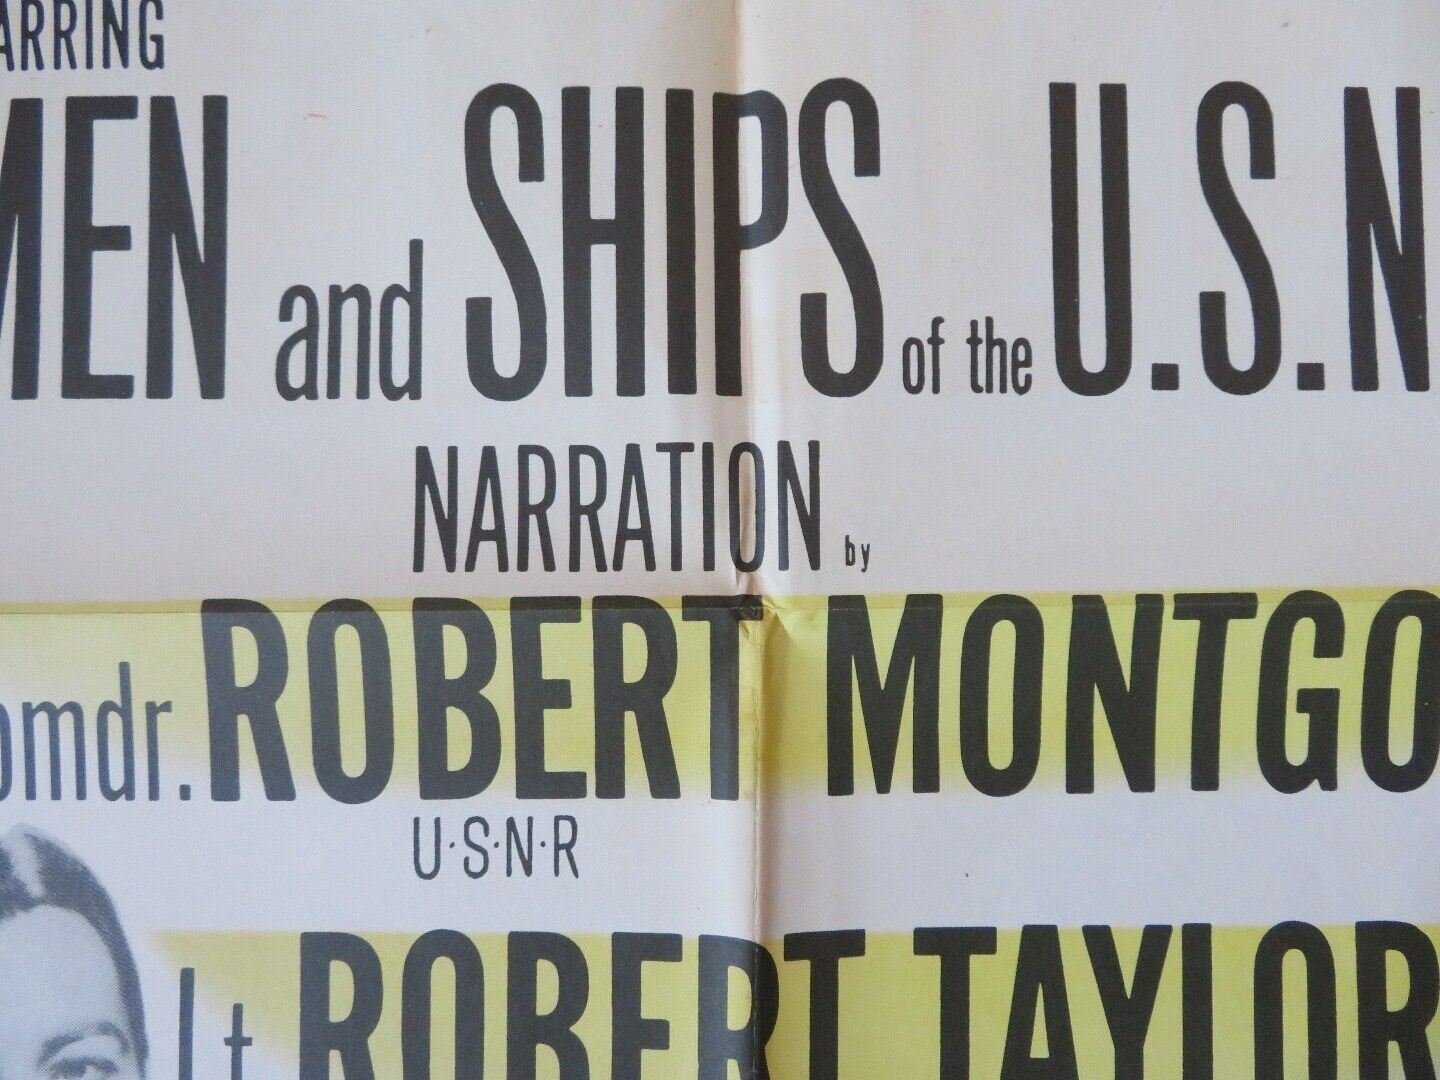 ARRING
MEN and SHIPS of the U.S.N
NARRATION by
omdr. ROBERT MONTGO
U·S·N·R
Lt ROBERT TAYLOR